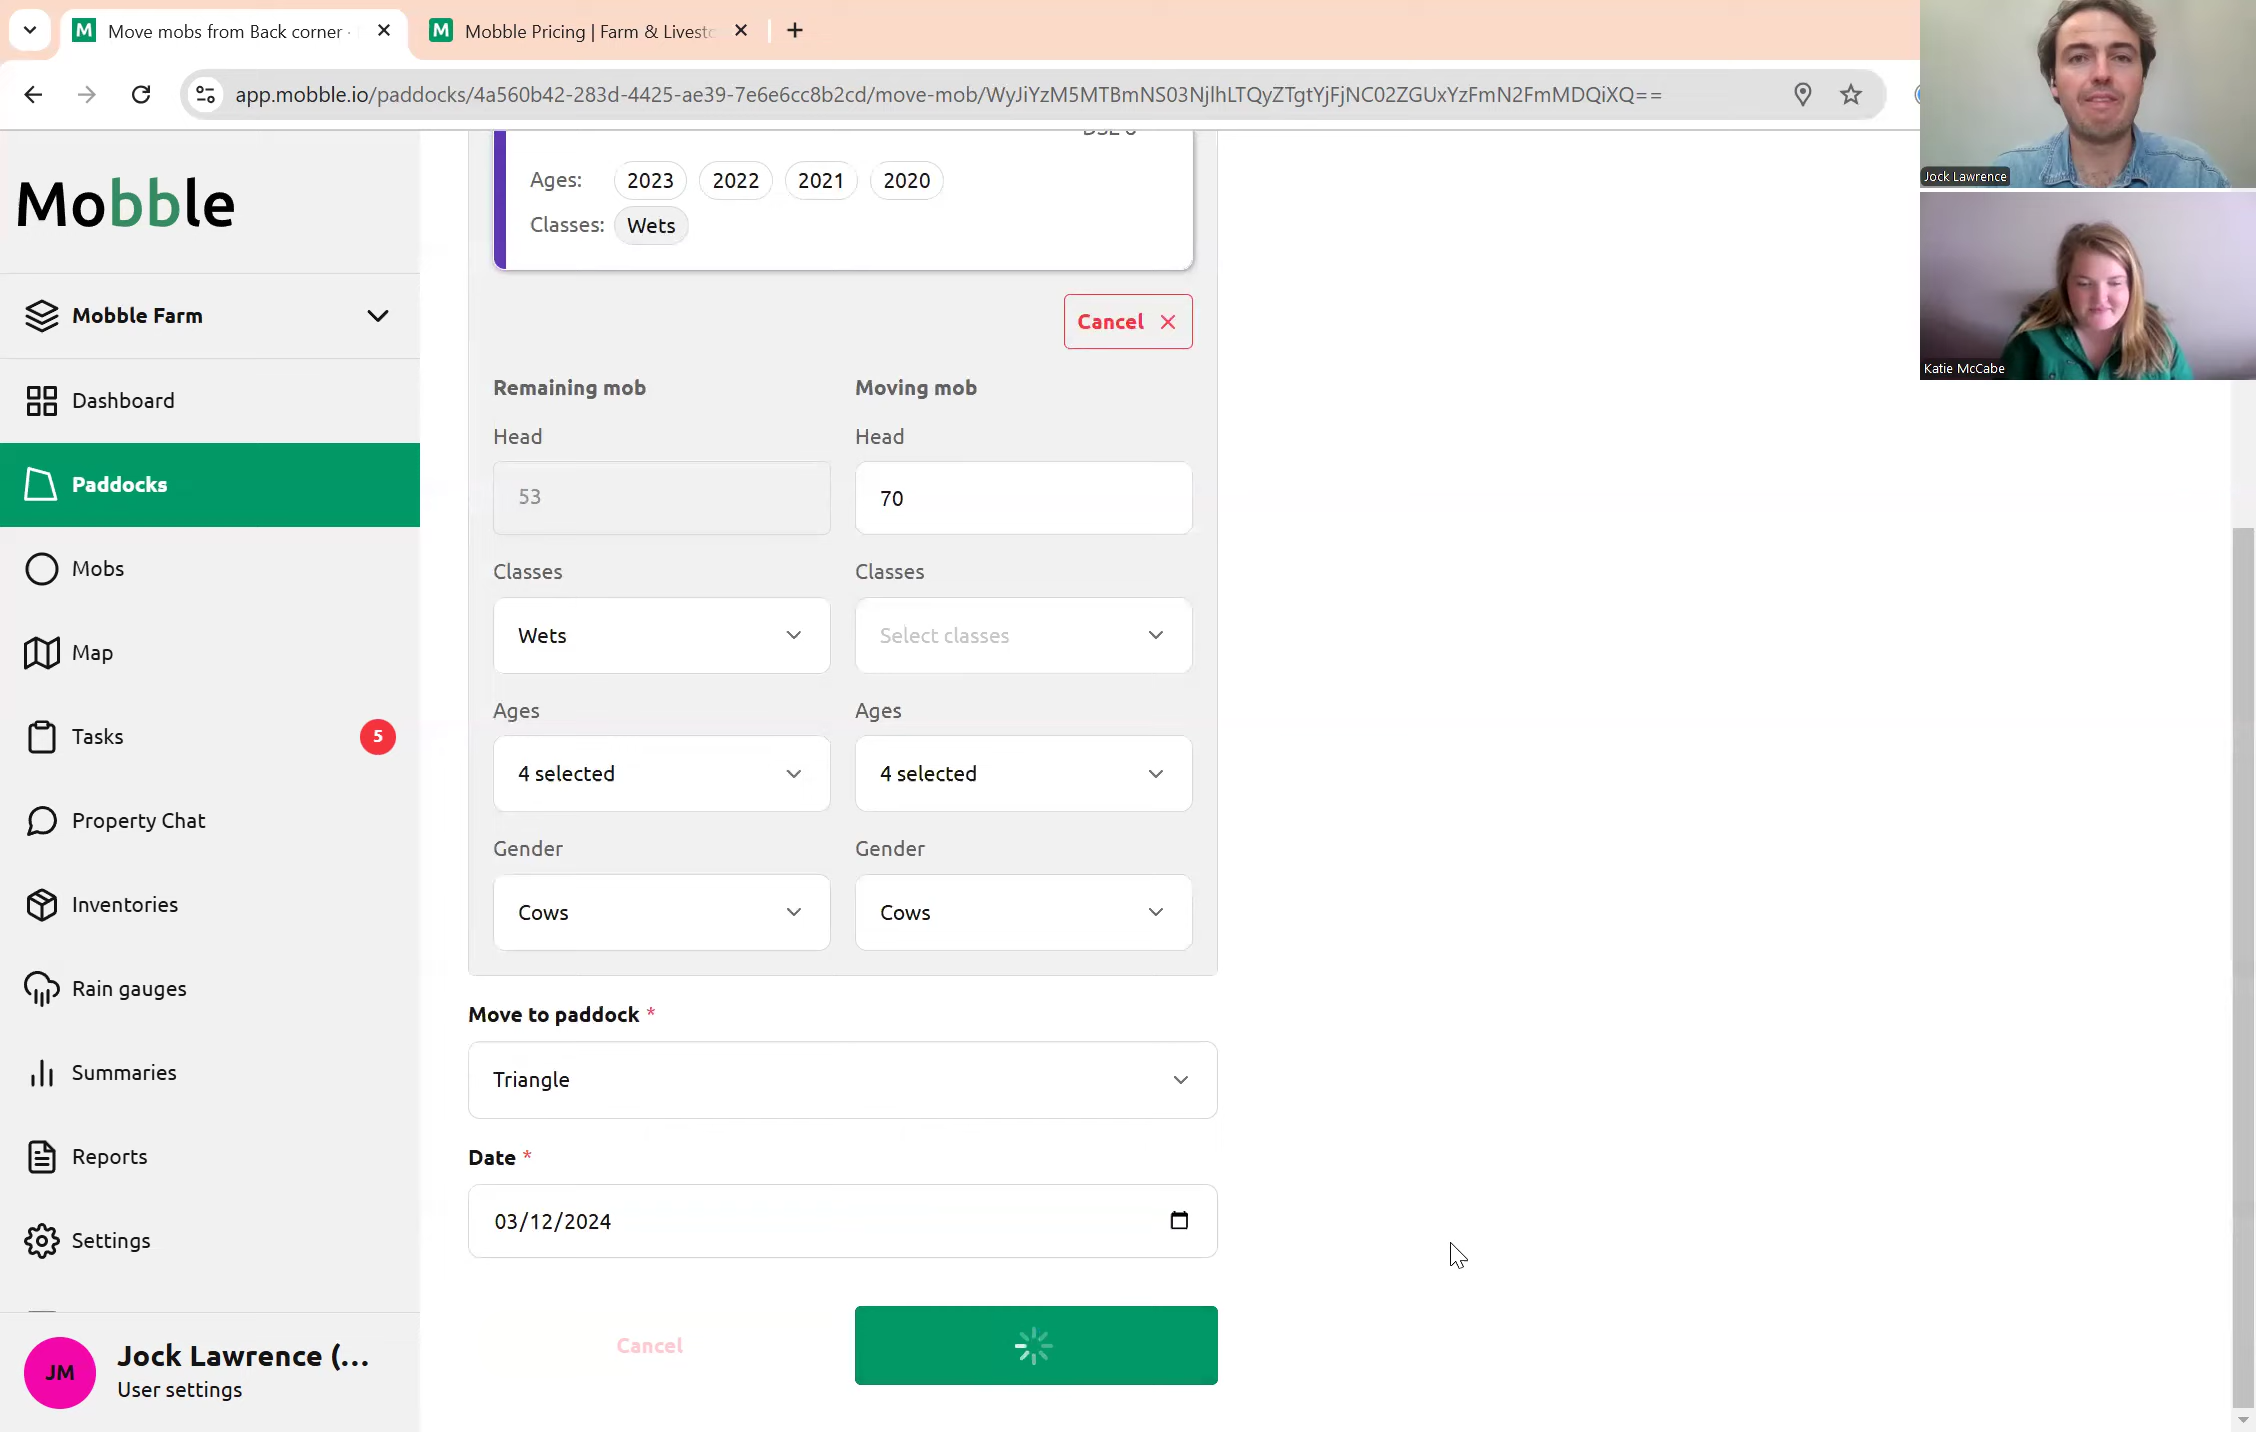 Move mobs from Back corner ·
Mobble Pricing | Farm & Livesto
app.mobble.io/paddocks/4a560b42-283d-4425-ae39-7e6e6cc8b2cd/move-mob/WyJiYzM5MTBmNS03NjlhLTQyZTgtYjFjNC02ZGUxYzFmN2FmMDQiXQ==
Jock Lawrence
Katie McCabe
Mobble
Mobble Farm
Dashboard
Paddocks
Mobs
Map
Tasks 5
Property Chat
Inventories
Rain gauges
Summaries
Reports
Settings
JM
Jock Lawrence (...
User settings
Ages: 2023 2022 2021 2020
Classes: Wets
Cancel
Remaining mob Moving mob
Head Head
53 70
Classes Classes
Wets Select classes
Ages Ages
4 selected 4 selected
Gender Gender
Cows Cows
Move to paddock *
Triangle
Date *
03/12/2024
Cancel